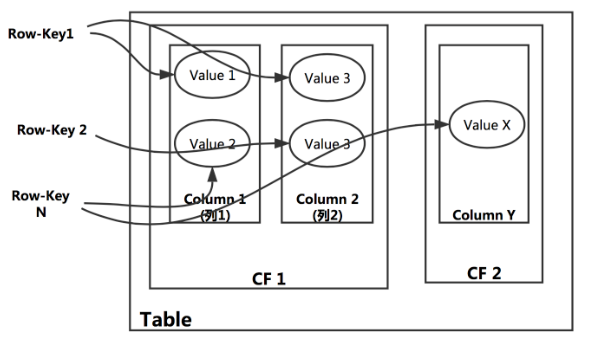 Row-Key1
Value 1
Value 3
Row-Key 2
Value 2
Value 3
Value X
Row-Key
N
Column 1
(列1)
Column 2
(列2)
Column Y
CF 1
CF 2
Table